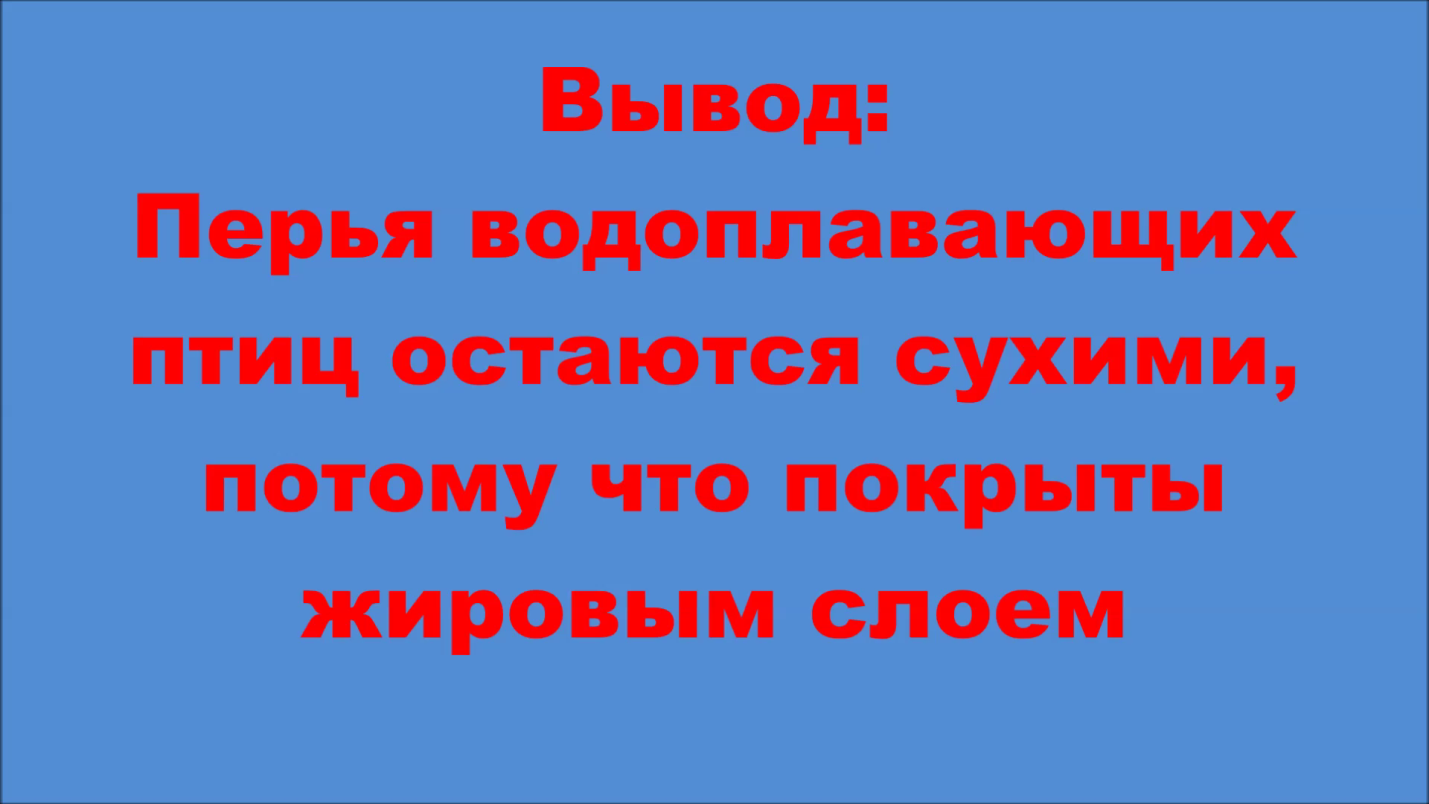 Вывод:
Перья водоплавающих
птиц остаются сухими,
потому что покрыты
жировым слоем